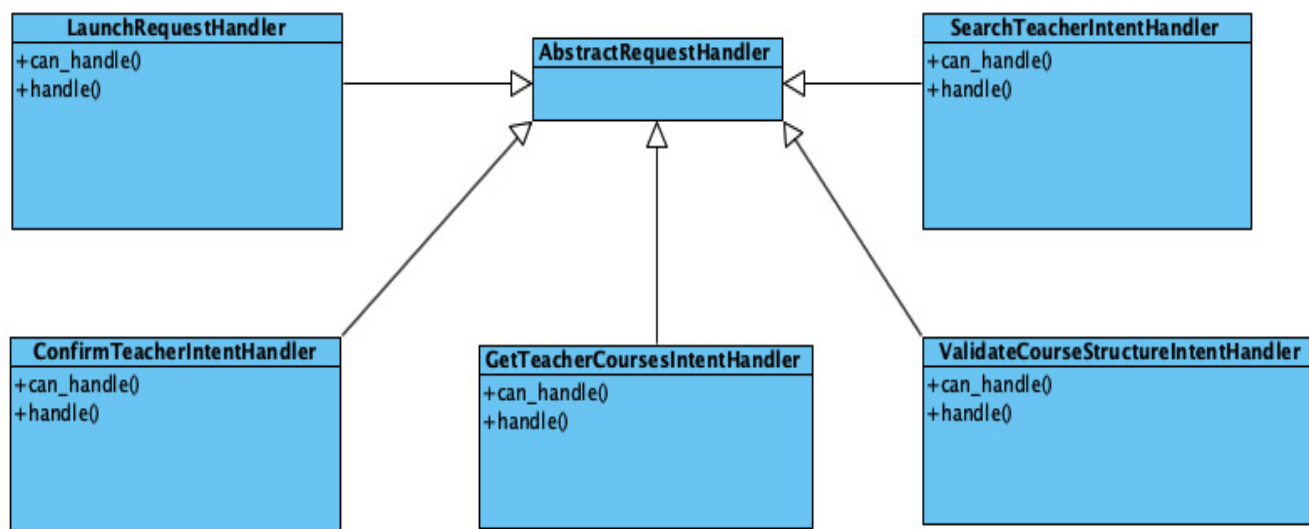 LaunchRequestHandler
+can_handle()
+handle()
AbstractRequestHandler
SearchTeacherIntentHandler
+can_handle()
+handle()
ConfirmTeacherIntentHandler
+can_handle()
+handle()
GetTeacherCoursesIntentHandler
+can_handle()
+handle()
ValidateCourseStructureIntentHandler
+can_handle()
+handle()